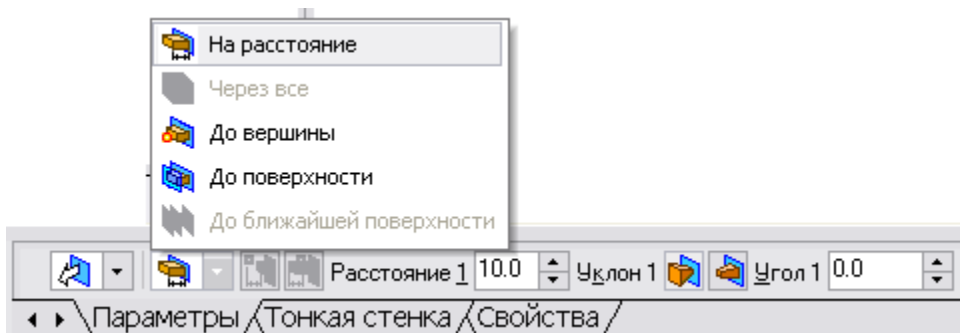 На расстояние
Через все
До вершины
До поверхности
До ближайшей поверхности
Расстояние 1 10.0 Уклон 1 Угол 1 0.0
Параметры Тонкая стенка Свойства